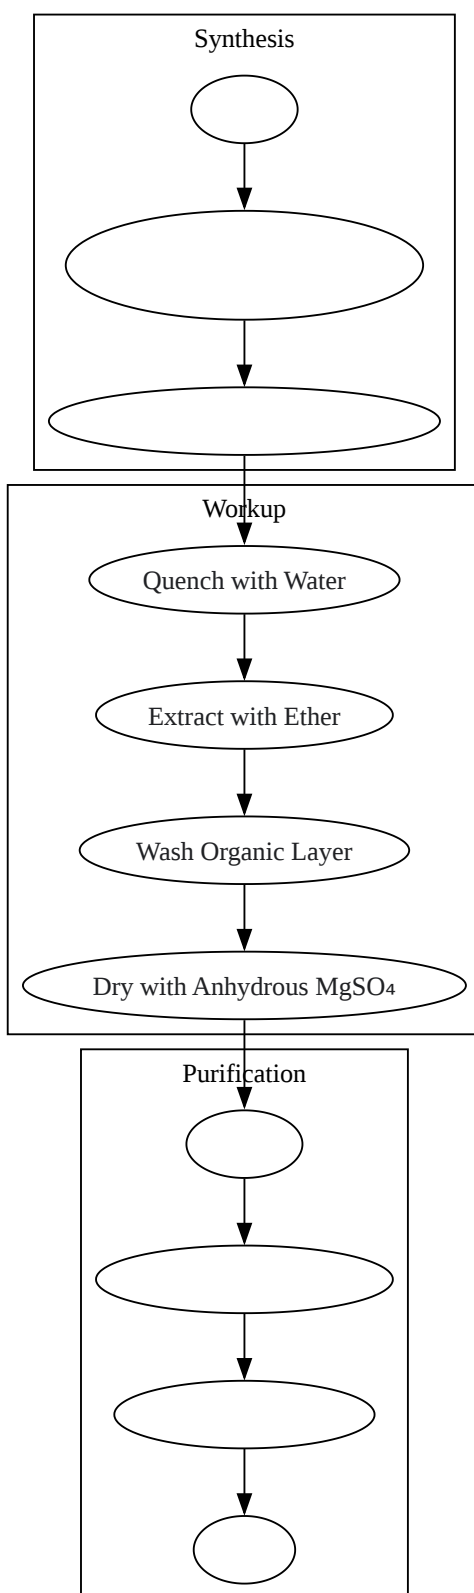 Synthesis
Workup
Quench with Water
Extract with Ether
Wash Organic Layer
Dry with Anhydrous MgSO₄
Purification